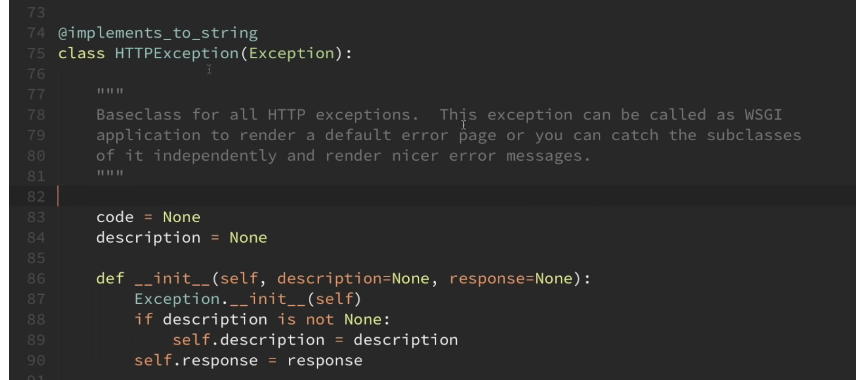 73
74 @implements_to_string
75 class HTTPException(Exception):
76
77 """
78 Baseclass for all HTTP exceptions.  This exception can be called as WSGI
79 application to render a default error page or you can catch the subclasses
80 of it independently and render nicer error messages.
81 """
82
83 code = None
84 description = None
85
86 def __init__(self, description=None, response=None):
87 Exception.__init__(self)
88 if description is not None:
89 self.description = description
90 self.response = response
91